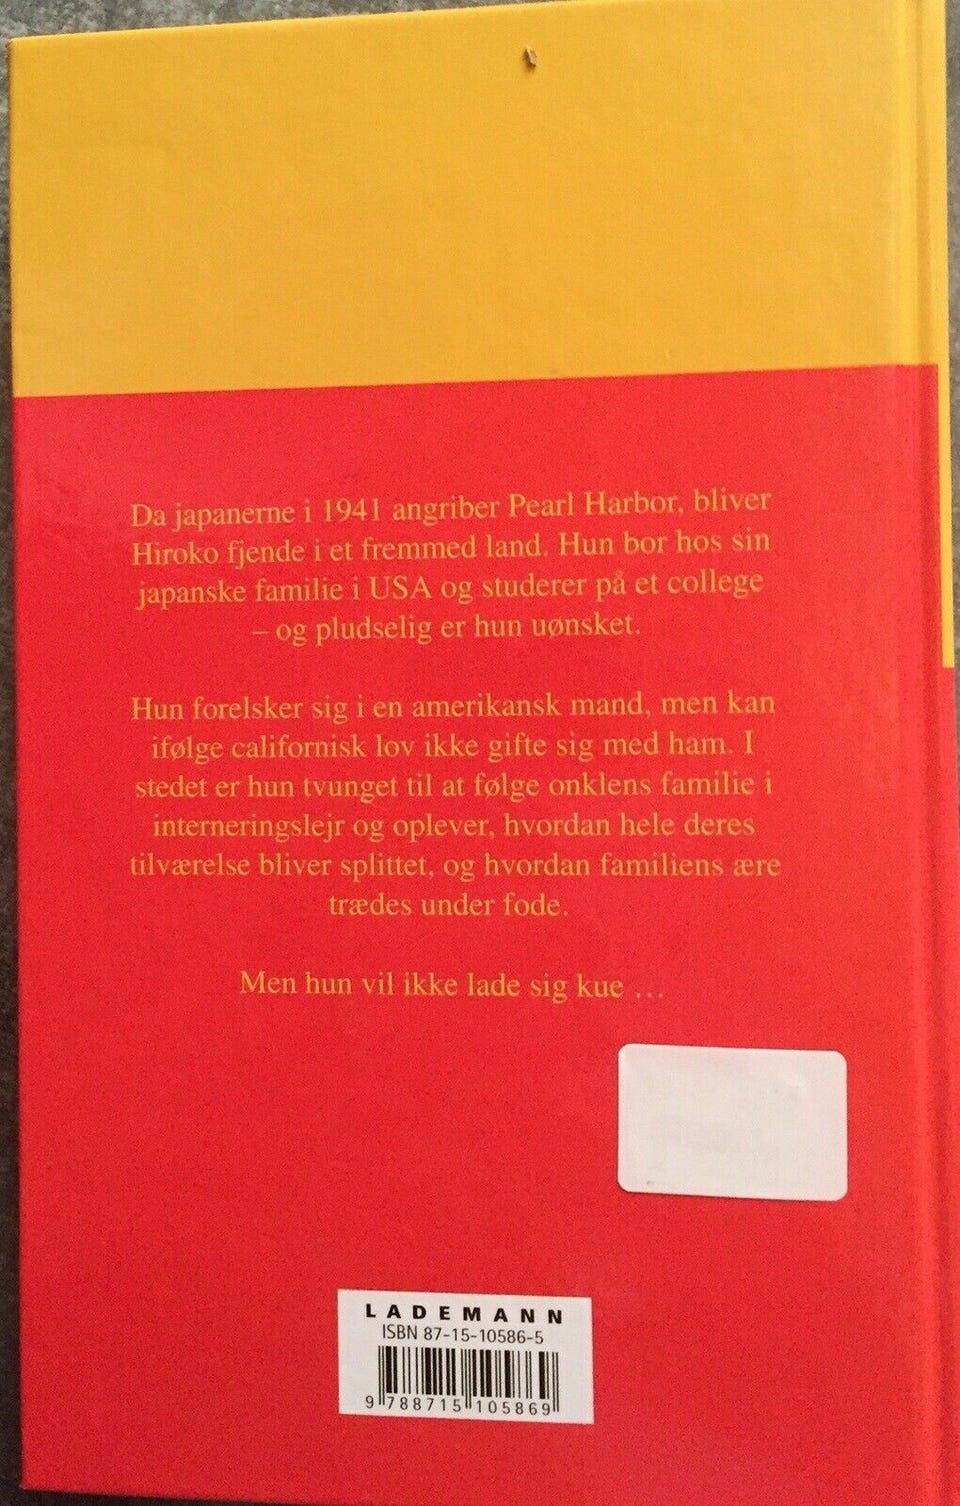 Da japanerne i 1941 angriber Pearl Harbor, bliver
Hiroko fjende i et fremmed land. Hun bor hos sin
japanske familie i USA og studerer på et college
– og pludselig er hun uønsket.
Hun forelsker sig i en amerikansk mand, men kan
ifølge californisk lov ikke gifte sig med ham. I
stedet er hun tvunget til at følge onklens familie i
interneringslejr og oplever, hvordan hele deres
tilværelse bliver splittet, og hvordan familiens ære
trædes under fode.
Men hun vil ikke lade sig kue …
LADEMANN
ISBN 87-15-10586-5
9 788715 105869